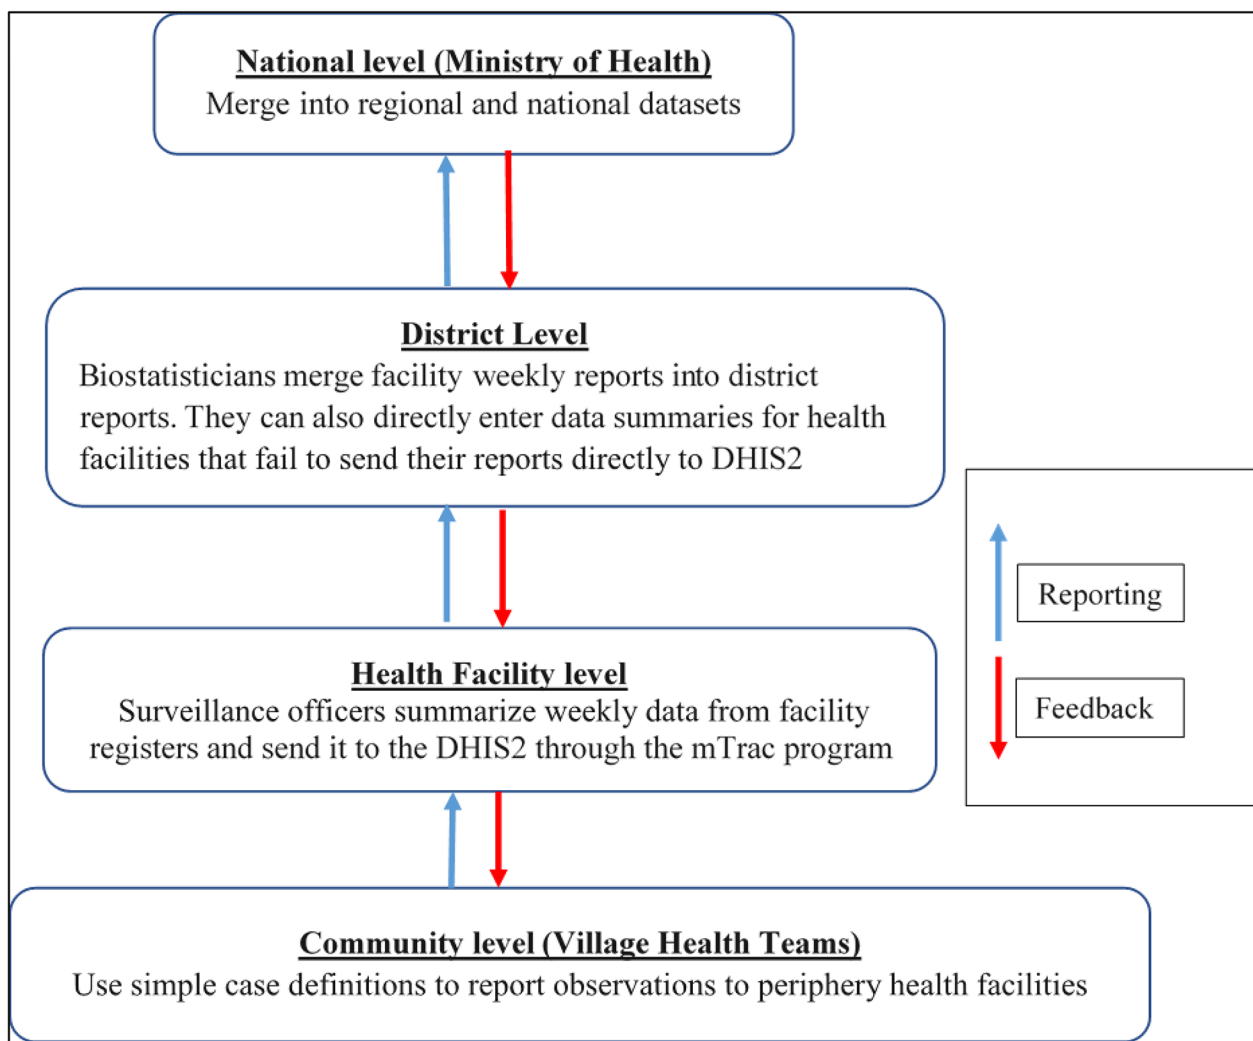 National level (Ministry of Health)
Merge into regional and national datasets
District Level
Biostatisticians merge facility weekly reports into district
reports. They can also directly enter data summaries for health
facilities that fail to send their reports directly to DHIS2
Health Facility level
Surveillance officers summarize weekly data from facility
registers and send it to the DHIS2 through the mTrac program
Community level (Village Health Teams)
Use simple case definitions to report observations to periphery health facilities
Reporting
Feedback